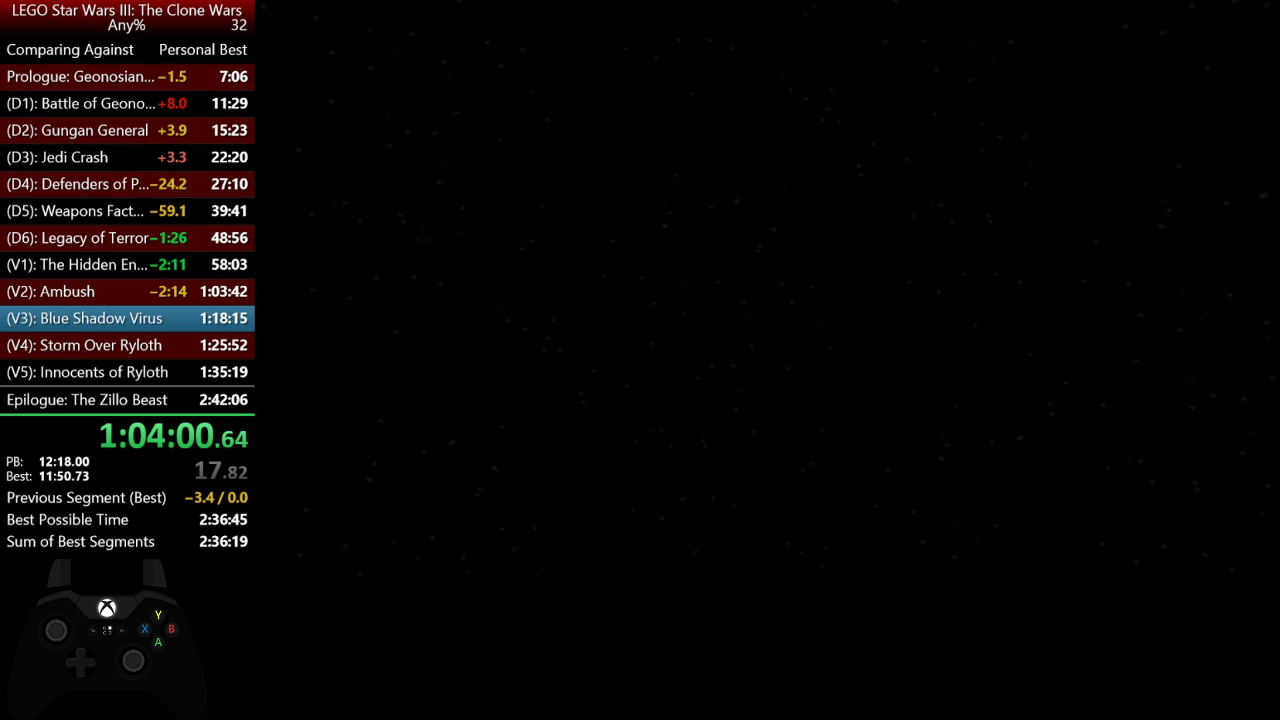 LEGO Star Wars III: The Clone Wars
Any% 32
Comparing Against Personal Best
Prologue: Geonosian... −1.5 7:06
(D1): Battle of Geono... +8.0 11:29
(D2): Gungan General +3.9 15:23
(D3): Jedi Crash +3.3 22:20
(D4): Defenders of P... −24.2 27:10
(D5): Weapons Fact... −59.1 39:41
(D6): Legacy of Terror −1:26 48:56
(V1): The Hidden En... −2:11 58:03
(V2): Ambush −2:14 1:03:42
(V3): Blue Shadow Virus 1:18:15
(V4): Storm Over Ryloth 1:25:52
(V5): Innocents of Ryloth 1:35:19
Epilogue: The Zillo Beast 2:42:06
1:04:00.64
PB: 12:18.00
Best: 11:50.73
17.82
Previous Segment (Best) −3.4 / 0.0
Best Possible Time 2:36:45
Sum of Best Segments 2:36:19
Y
X B
A